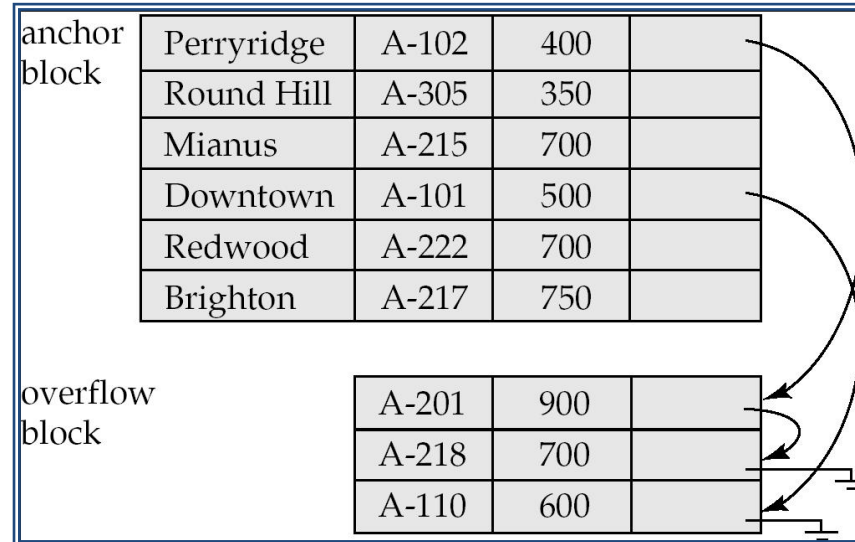 anchor block
Perryridge A-102 400
Round Hill A-305 350
Mianus A-215 700
Downtown A-101 500
Redwood A-222 700
Brighton A-217 750
overflow block
A-201 900
A-218 700
A-110 600